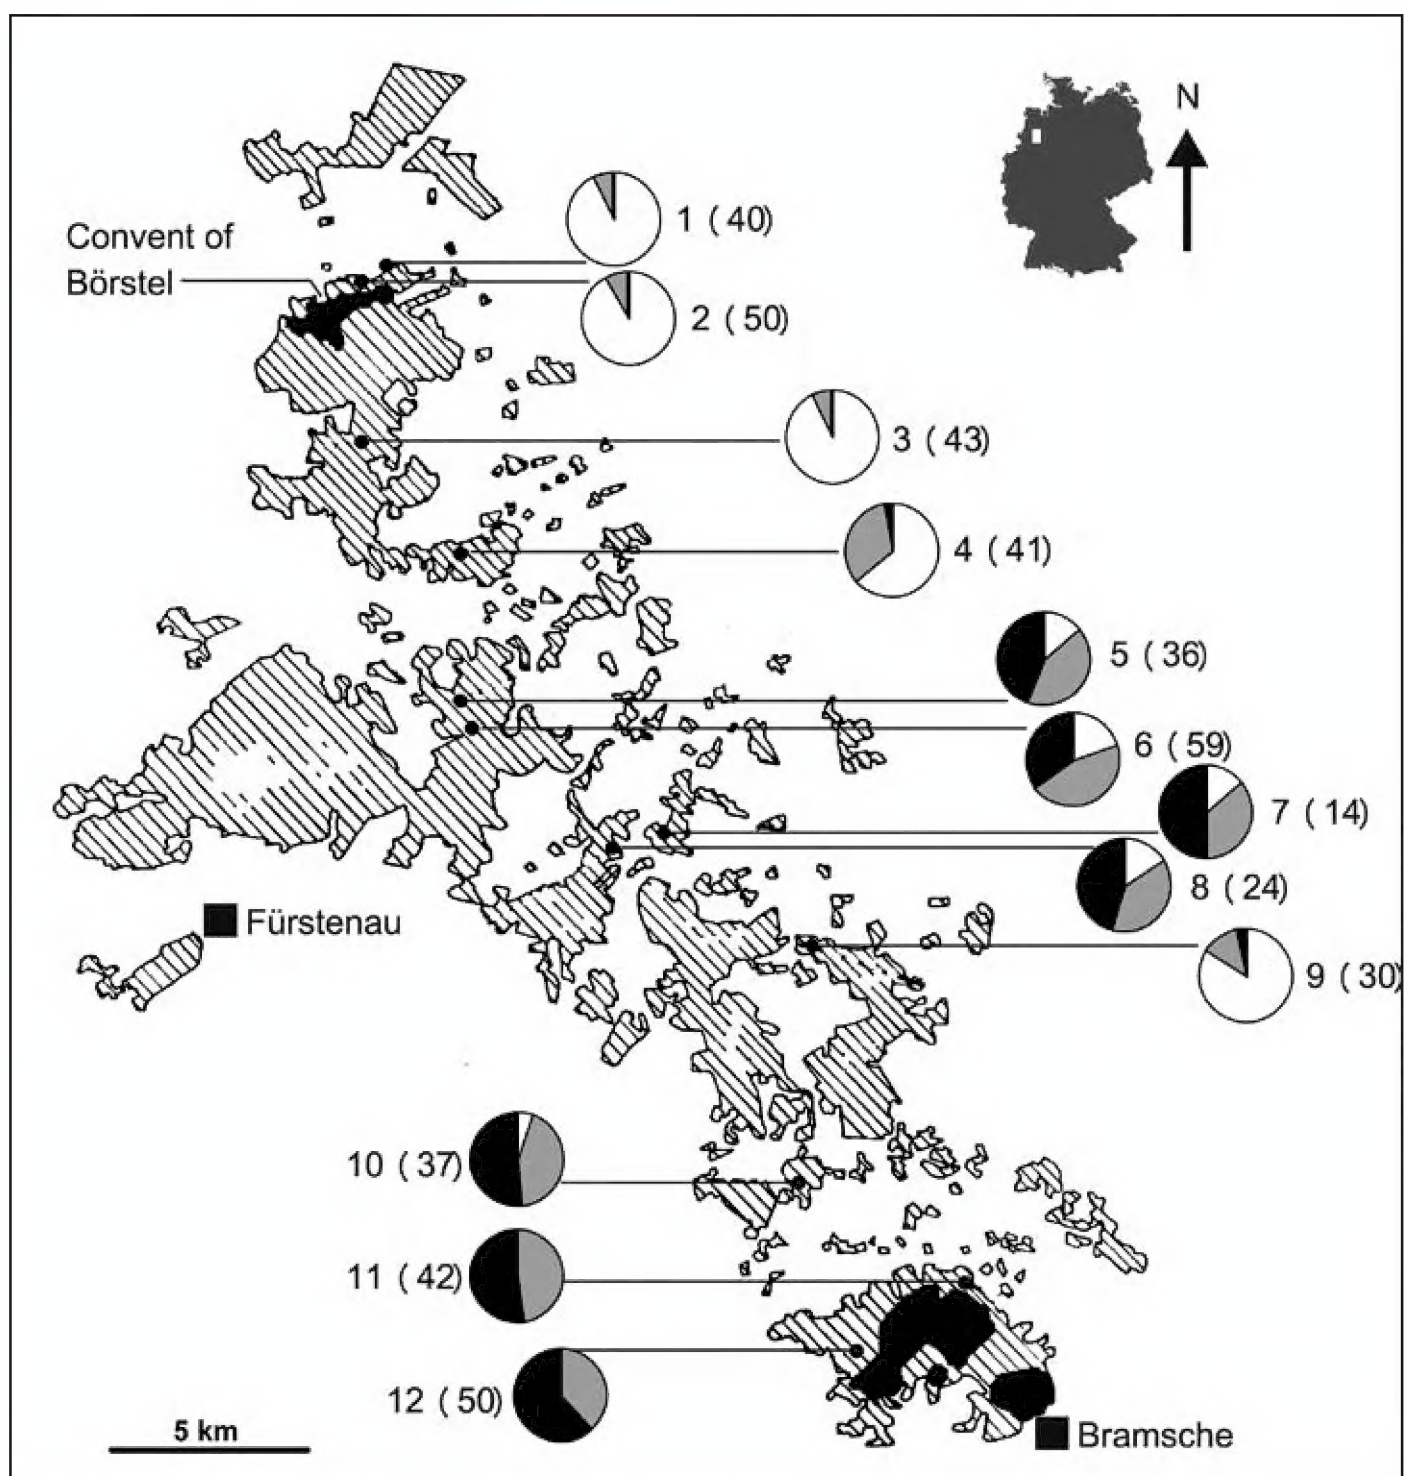 N
1 (40)
Convent of
Börstel
2 (50)
3 (43)
4 (41)
5 (36)
6 (59)
7 (14)
8 (24)
Fürstenau
9 (30)
10 (37)
11 (42)
12 (50)
5 km
Bramsche